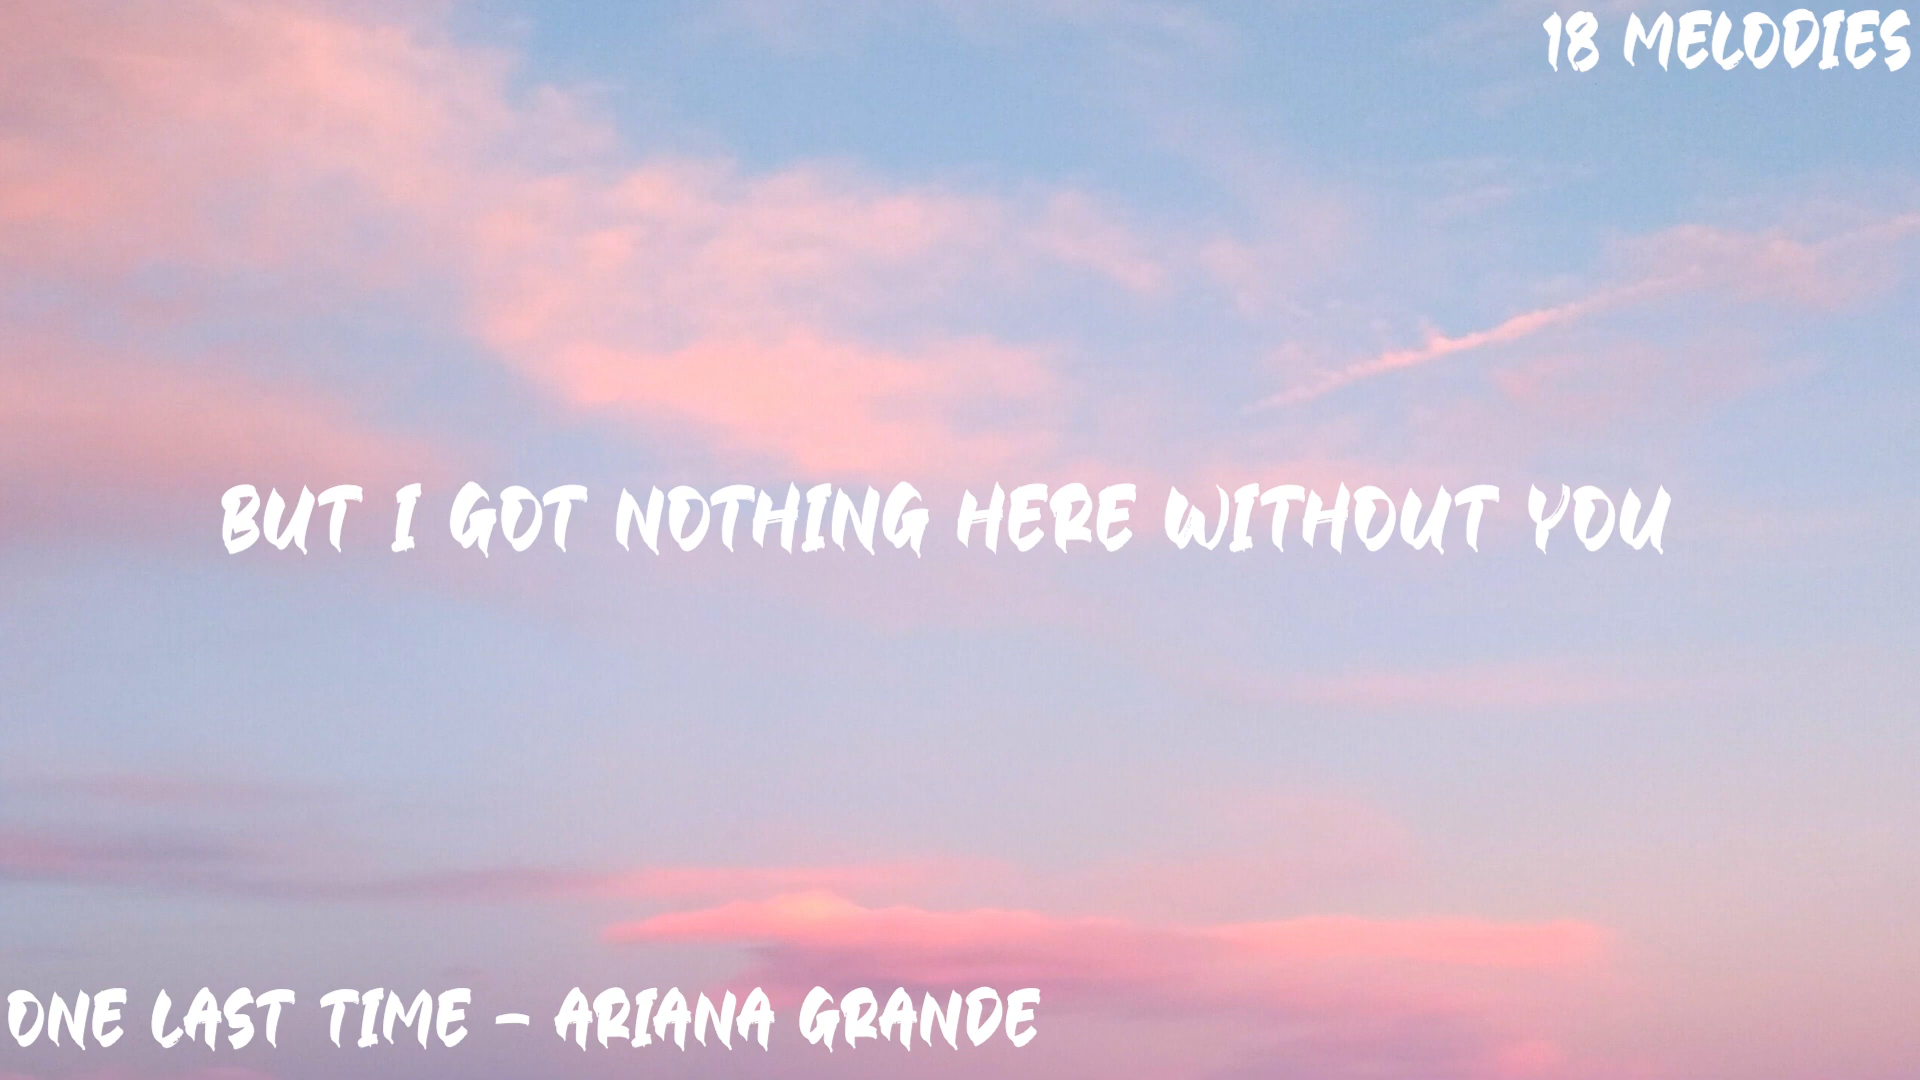 18 MELODIES
BUT I GOT NOTHING HERE WITHOUT YOU
ONE LAST TIME - ARIANA GRANDE